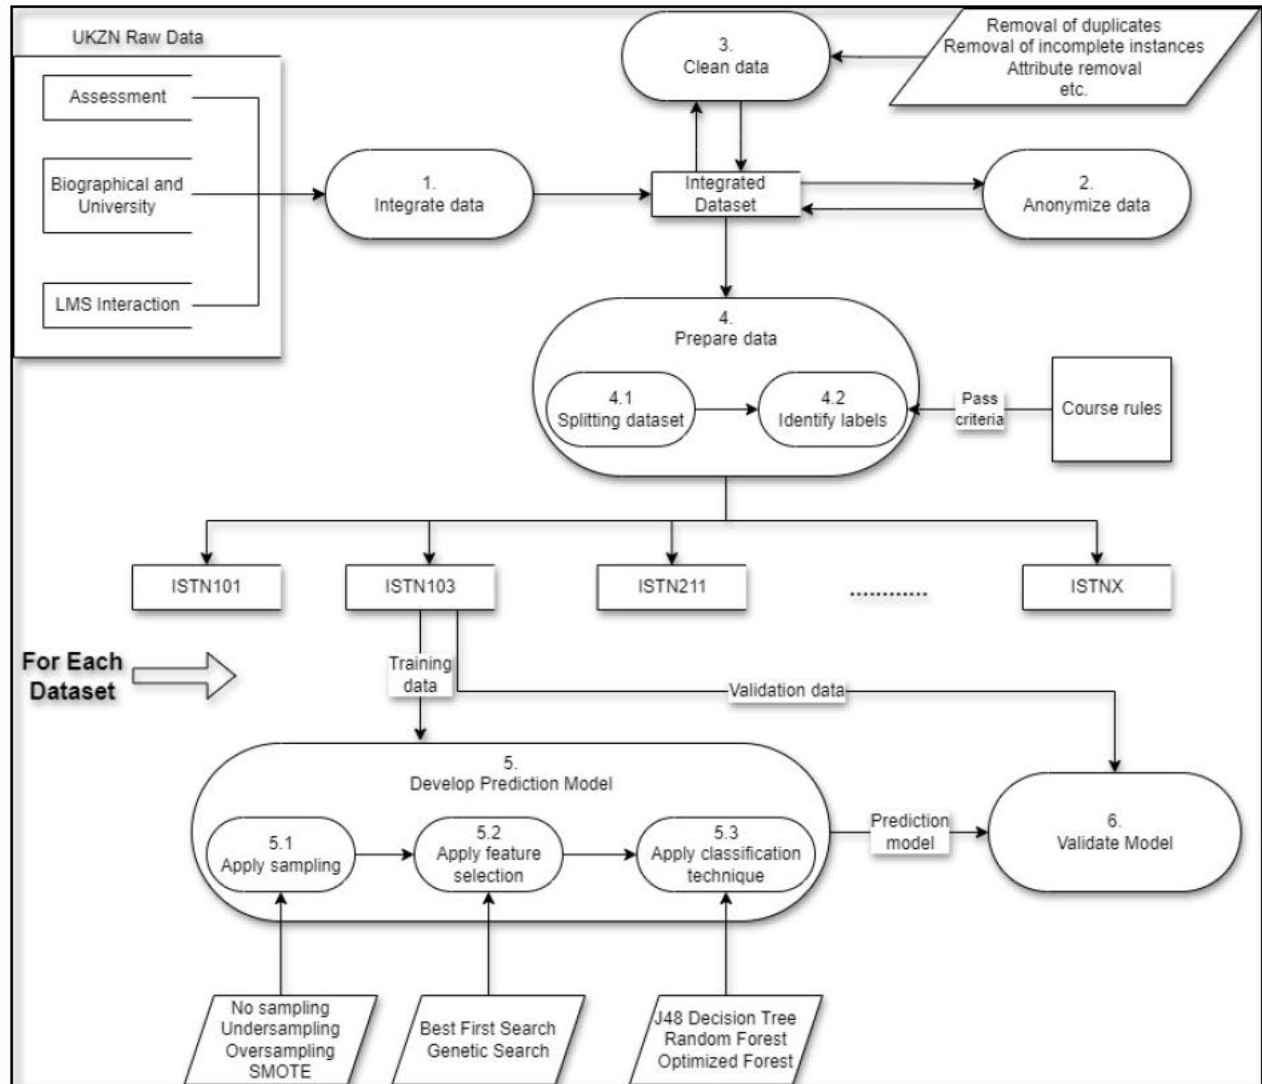 UKZN Raw Data
Assessment
Biographical and
University
LMS Interaction
1.
Integrate data
3.
Clean data
Removal of duplicates
Removal of incomplete instances
Attribute removal
etc.
Integrated
Dataset
2.
Anonymize data
4.
Prepare data
4.1
Splitting dataset
4.2
Identify labels
Pass
criteria
Course rules
ISTN101
ISTN103
ISTN211
............
ISTNX
For Each
Dataset
Training
data
Validation data
5.
Develop Prediction Model
5.1
Apply sampling
5.2
Apply feature
selection
5.3
Apply classification
technique
Prediction
model
6.
Validate Model
No sampling
Undersampling
Oversampling
SMOTE
Best First Search
Genetic Search
J48 Decision Tree
Random Forest
Optimized Forest